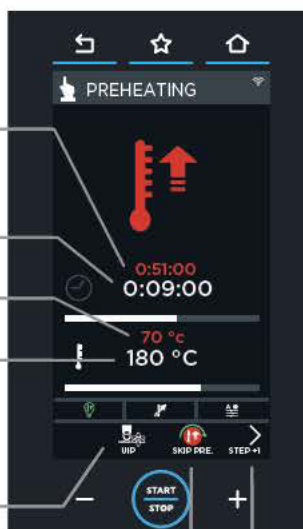 PREHEATING
0:51:00
0:09:00
70 °c
180 °C
UIP
SKIP PRE.
STEP +1
START
STOP